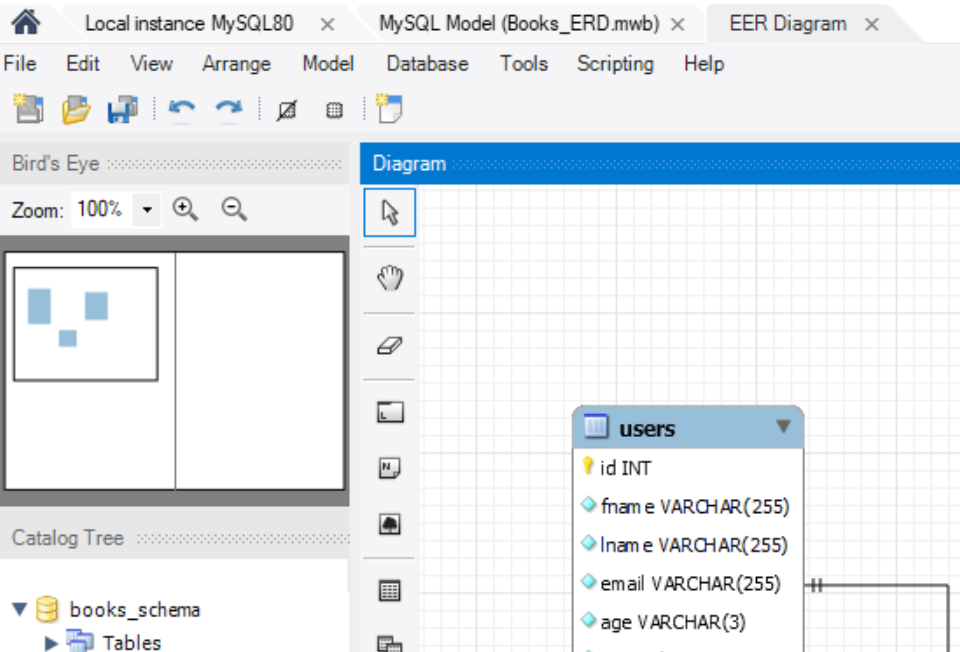 Local instance MySQL80 MySQL Model (Books_ERD.mwb) EER Diagram
File Edit View Arrange Model Database Tools Scripting Help
Bird's Eye
Diagram
Zoom: 100%
users
id INT
fname VARCHAR(255)
lname VARCHAR(255)
email VARCHAR(255)
age VARCHAR(3)
Catalog Tree
books_schema
Tables